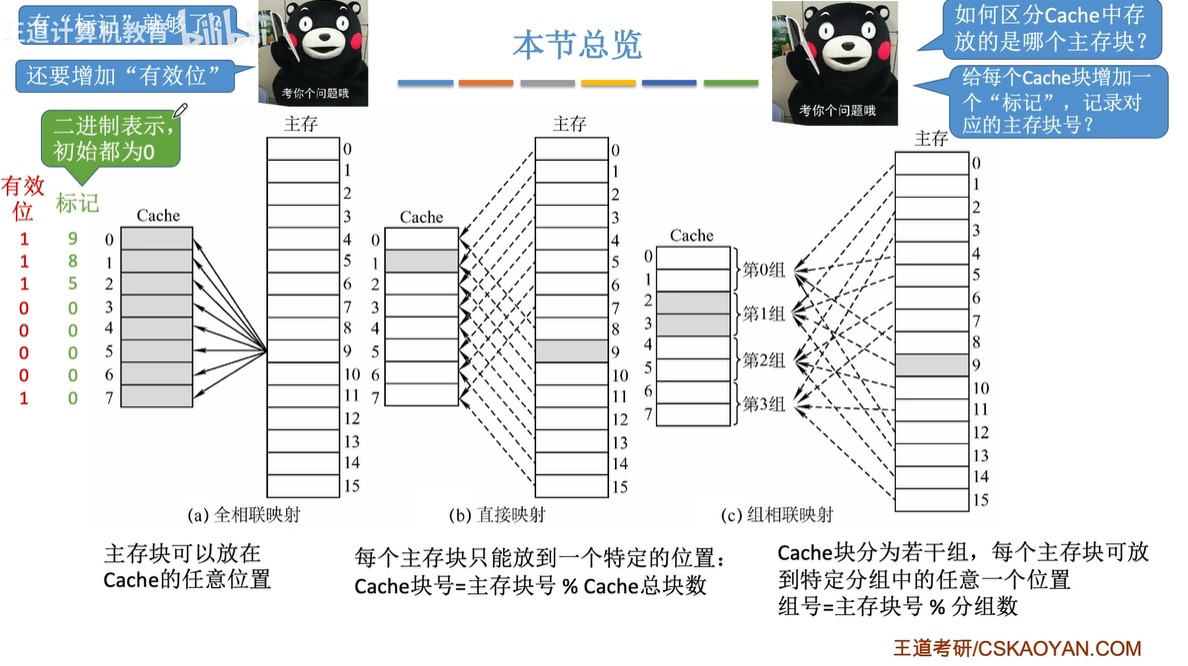 有“标记”就够了？
王道计算机教育
bilibili
还要增加“有效位”
考你个问题哦
本节总览
考你个问题哦
如何区分Cache中存
放的是哪个主存块？
给每个Cache块增加一
个“标记”，记录对
应的主存块号？
二进制表示，
初始都为0
有效
位
标记
1 9
1 8
1 5
0 0
0 0
0 0
0 0
1 0
Cache
0
1
2
3
4
5
6
7
主存
0
1
2
3
4
5
6
7
8
9
10
11
12
13
14
15
(a) 全相联映射
Cache
0
1
2
3
4
5
6
7
主存
0
1
2
3
4
5
6
7
8
9
10
11
12
13
14
15
(b) 直接映射
Cache
0
1
2
3
4
5
6
7
第0组
第1组
第2组
第3组
主存
0
1
2
3
4
5
6
7
8
9
10
11
12
13
14
15
(c) 组相联映射
主存块可以放在
Cache的任意位置
每个主存块只能放到一个特定的位置：
Cache块号=主存块号 % Cache总块数
Cache块分为若干组，每个主存块可放
到特定分组中的任意一个位置
组号=主存块号 % 分组数
王道考研/CSKAOYAN.COM